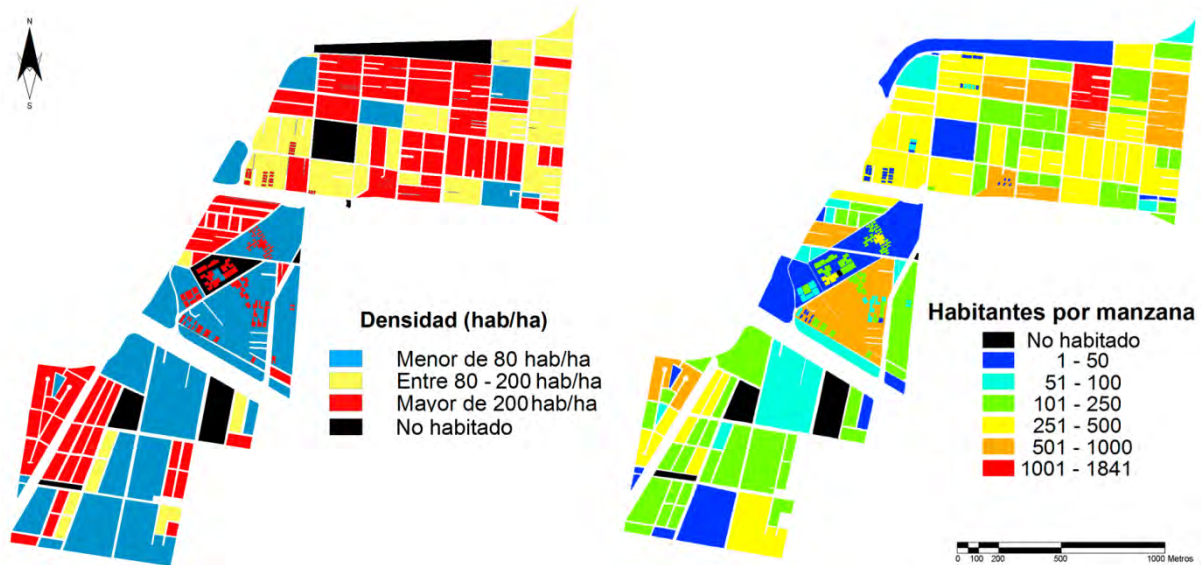 N
S
Densidad (hab/ha)
Menor de 80 hab/ha
Entre 80 - 200 hab/ha
Mayor de 200 hab/ha
No habitado
Habitantes por manzana
No habitado
1 - 50
51 - 100
101 - 250
251 - 500
501 - 1000
1001 - 1841
0 100 200 500 1000 Metros